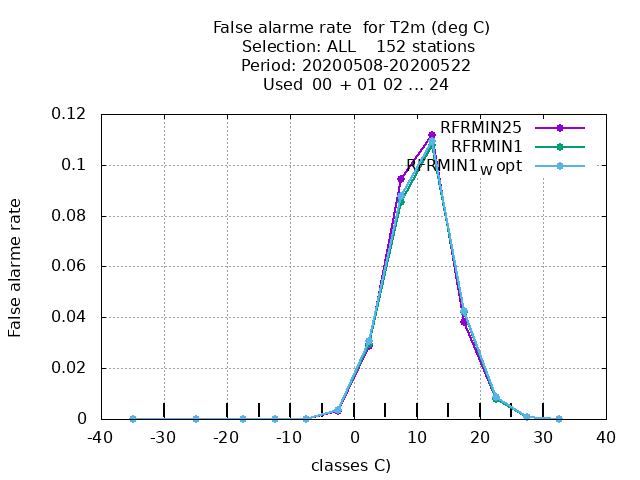 False alarme rate for T2m (deg C)
Selection: ALL 152 stations
Period: 20200508-20200522
Used 00 + 01 02 ... 24
0.12
0.1
0.08
0.06
0.04
0.02
0
False alarme rate
RFRMIN25
RFRMIN1
RFRMIN1W opt
-40 -30 -20 -10 0 10 20 30 40
classes C)